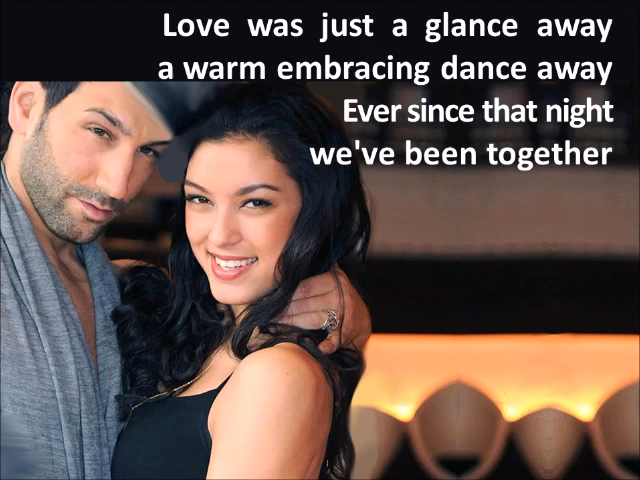 Love was just a glance away
a warm embracing dance away
Ever since that night
we've been together